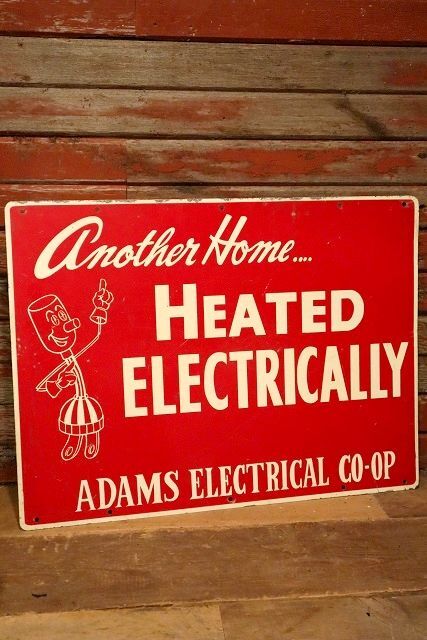 Another Home....
HEATED
ELECTRICALLY
ADAMS ELECTRICAL CO-OP